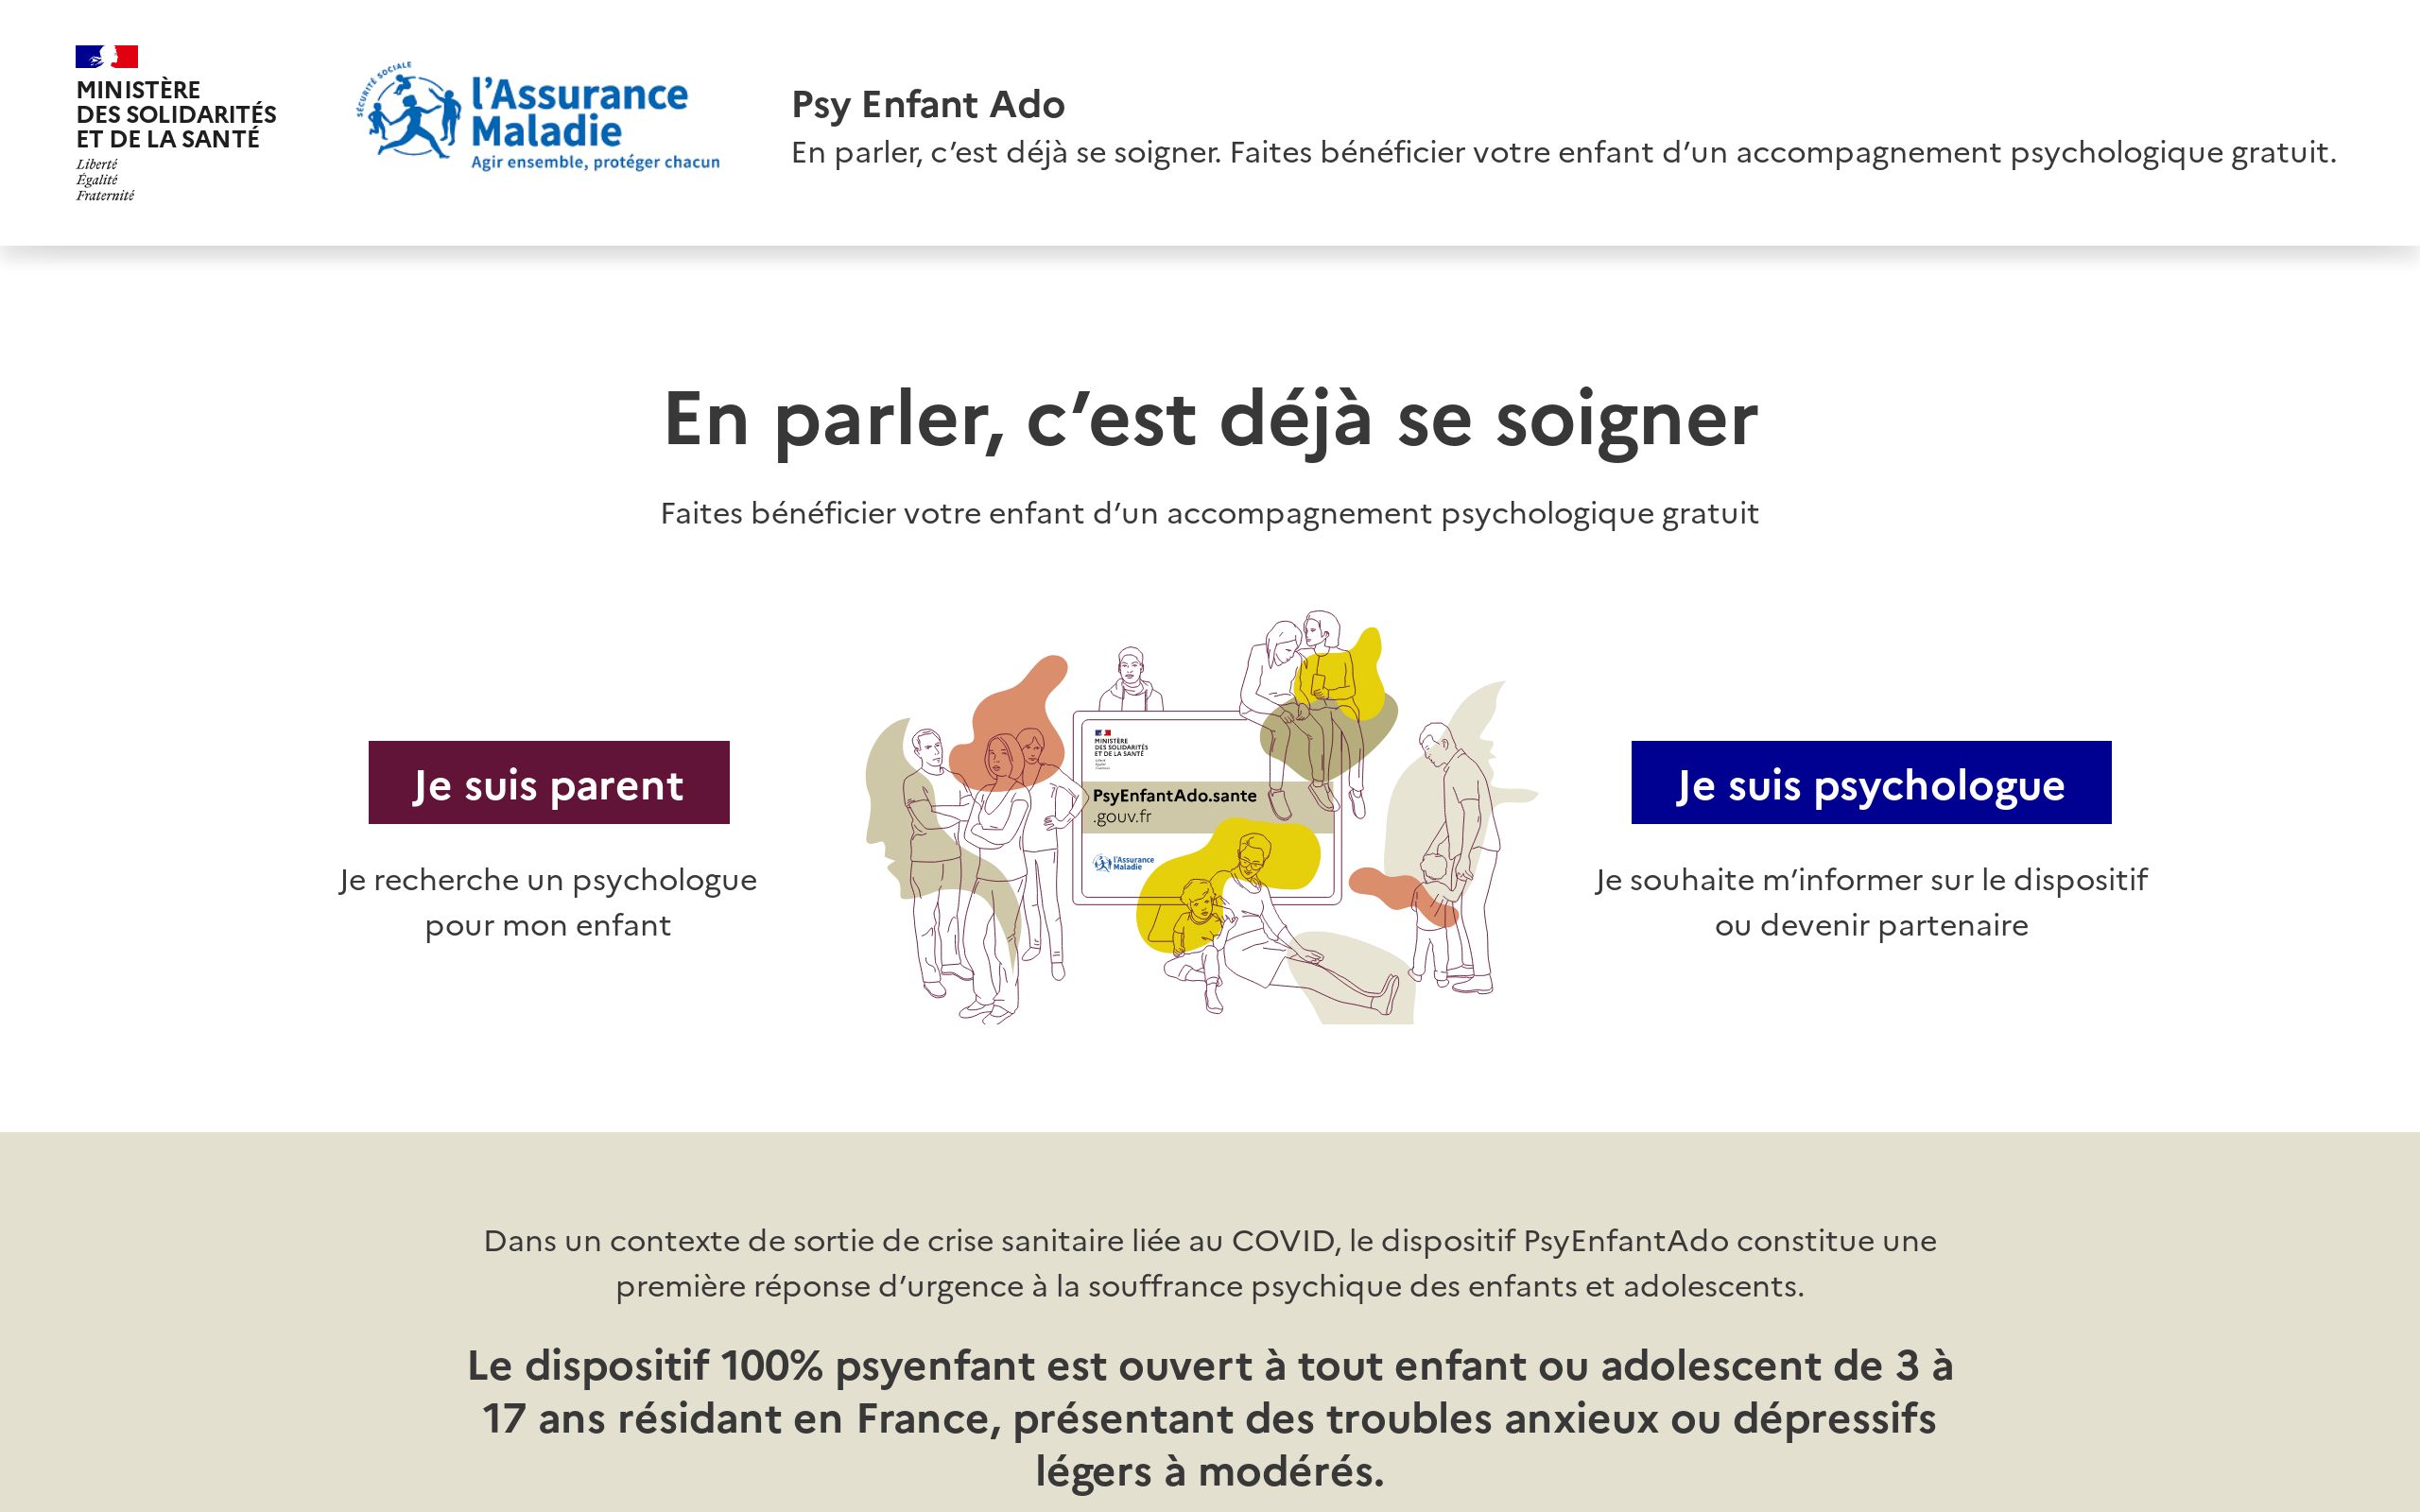 MINISTÈRE
DES SOLIDARITÉS
ET DE LA SANTÉ
Liberté
Égalité
Fraternité
SÉCURITÉ SOCIALE
l'Assurance
Maladie
Agir ensemble, protéger chacun
Psy Enfant Ado
En parler, c'est déjà se soigner. Faites bénéficier votre enfant d'un accompagnement psychologique gratuit.
En parler, c'est déjà se soigner
Faites bénéficier votre enfant d'un accompagnement psychologique gratuit
Je suis parent
Je recherche un psychologue
pour mon enfant
MINISTÈRE
DES SOLIDARITÉS
ET DE LA SANTÉ
PsyEnfantAdo.sante
.gouv.fr
l'Assurance
Maladie
Je suis psychologue
Je souhaite m'informer sur le dispositif
ou devenir partenaire
Dans un contexte de sortie de crise sanitaire liée au COVID, le dispositif PsyEnfantAdo constitue une
première réponse d'urgence à la souffrance psychique des enfants et adolescents.
Le dispositif 100% psyenfant est ouvert à tout enfant ou adolescent de 3 à
17 ans résidant en France, présentant des troubles anxieux ou dépressifs
légers à modérés.